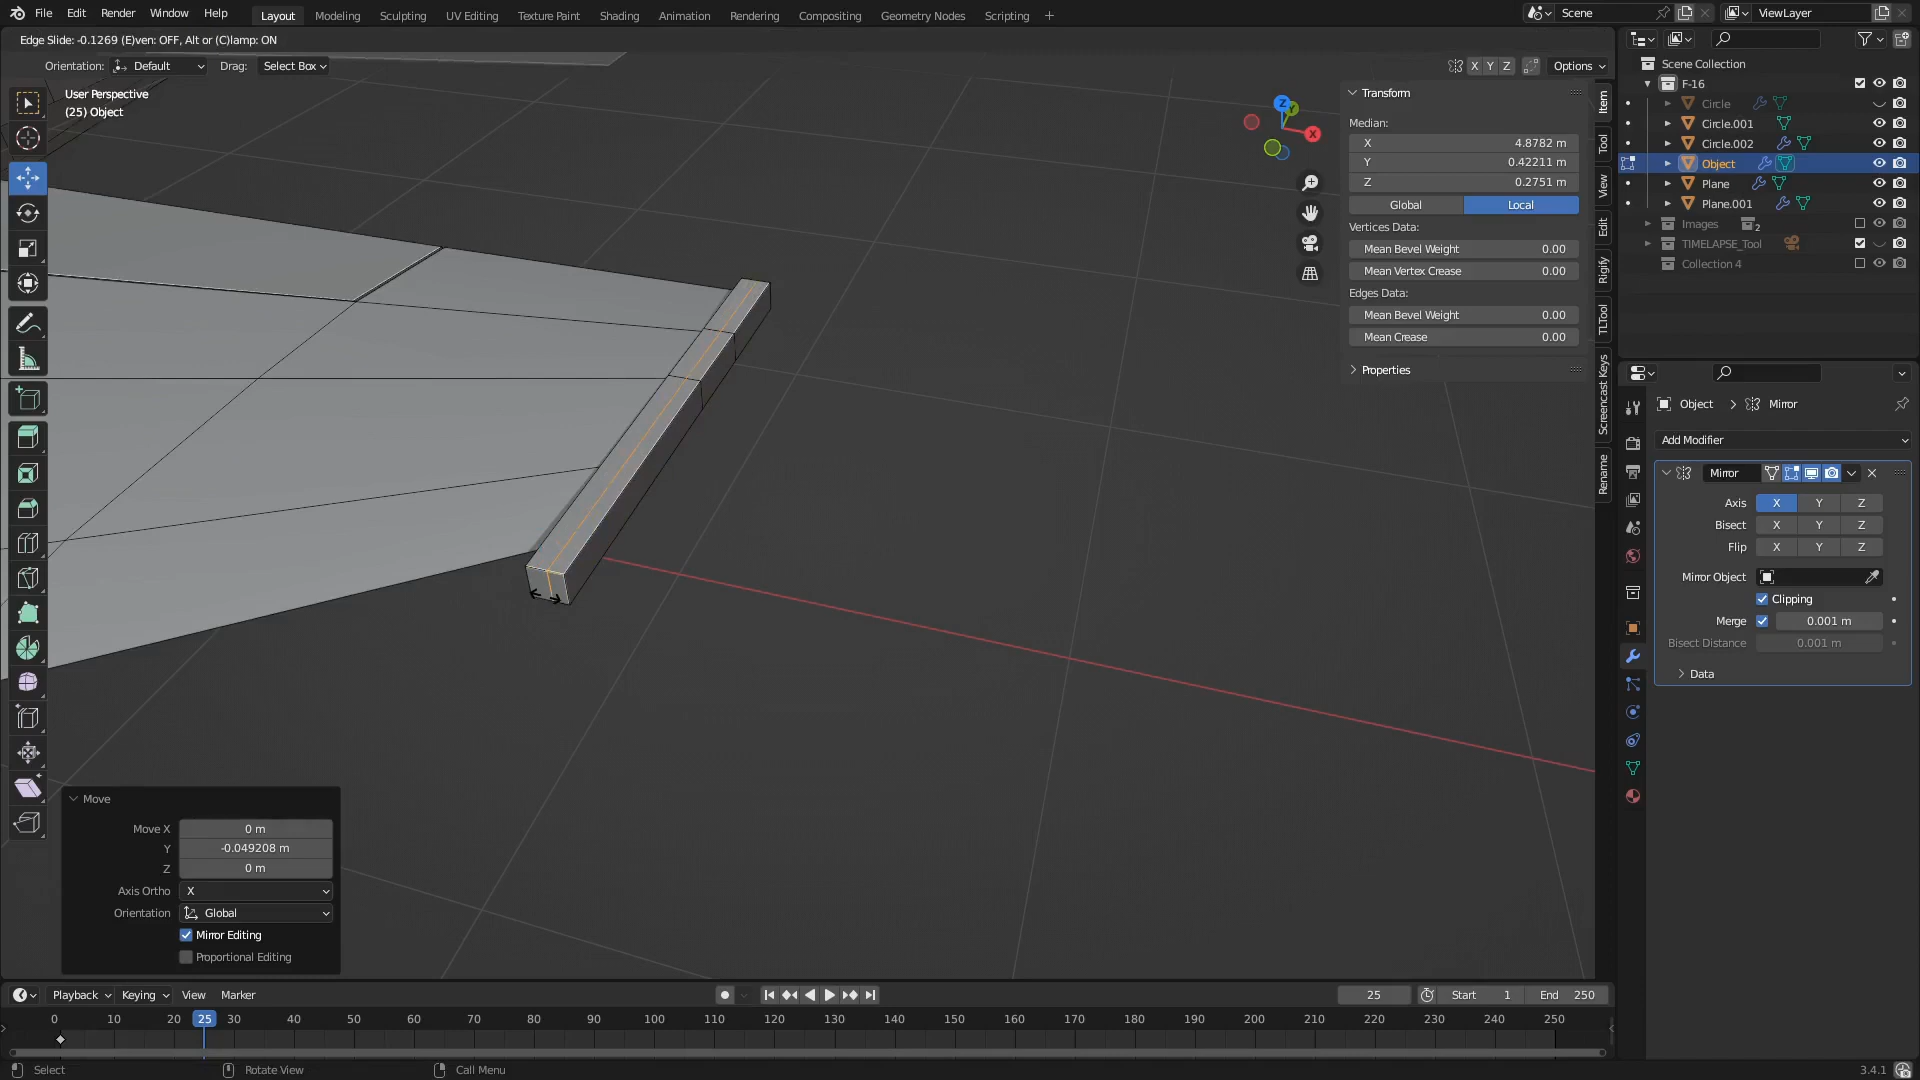 File Edit Render Window Help Layout Modeling Sculpting UV Editing Texture Paint Shading Animation Rendering Compositing Geometry Nodes Scripting + Scene ViewLayer
Edge Slide: -0.1269 (E)ven: OFF, Alt or (C)lamp: ON
Orientation: Default Drag: Select Box X Y Z Options
User Perspective
(25) Object
Z
Y
X
Transform
Median:
X 4.8782 m
Y 0.42211 m
Z 0.2751 m
Global Local
Vertices Data:
Mean Bevel Weight 0.00
Mean Vertex Crease 0.00
Edges Data:
Mean Bevel Weight 0.00
Mean Crease 0.00
Properties
Item
Tool
View
Edit
Rigify
TLTool
Screencast Keys
Rename
Scene Collection
F-16
Circle
Circle.001
Circle.002
Object
Plane
Plane.001
Images 2
TIMELAPSE_Tool
Collection 4
Object > Mirror
Add Modifier
Mirror
Axis X Y Z
Bisect X Y Z
Flip X Y Z
Mirror Object
Clipping
Merge 0.001 m
Bisect Distance 0.001 m
Data
Move
Move X 0 m
Y -0.049208 m
Z 0 m
Axis Ortho X
Orientation Global
Mirror Editing
Proportional Editing
Playback Keying View Marker 25 Start 1 End 250
0 10 20 25 30 40 50 60 70 80 90 100 110 120 130 140 150 160 170 180 190 200 210 220 230 240 250
Select Rotate View Call Menu 3.4.1